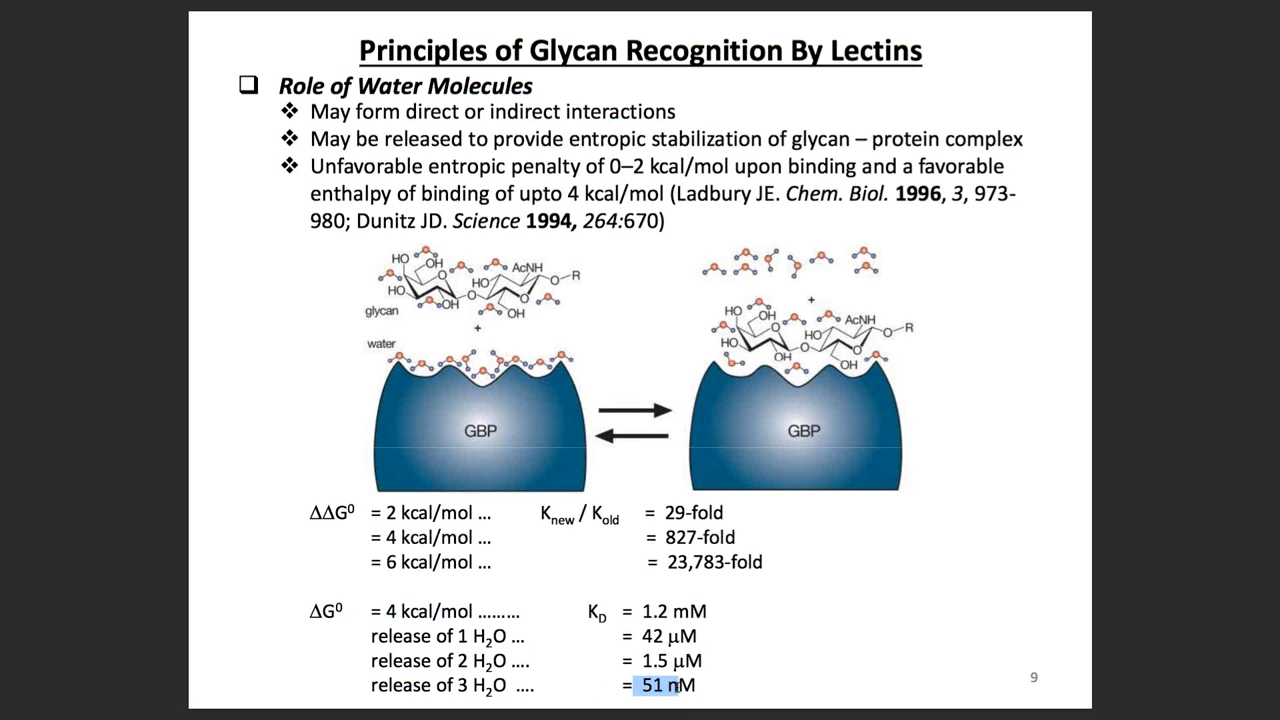 Principles of Glycan Recognition By Lectins
❑ Role of Water Molecules
❖ May form direct or indirect interactions
❖ May be released to provide entropic stabilization of glycan – protein complex
❖ Unfavorable entropic penalty of 0–2 kcal/mol upon binding and a favorable
enthalpy of binding of upto 4 kcal/mol (Ladbury JE. Chem. Biol. 1996, 3, 973-
980; Dunitz JD. Science 1994, 264:670)
HO OH AcNH
O HO O R
HO O O
OH OH
glycan
+
water
GBP
+
HO OH AcNH
O HO O R
HO O O
OH OH
GBP
ΔΔG⁰ = 2 kcal/mol ... Knew / Kold = 29-fold
= 4 kcal/mol ... = 827-fold
= 6 kcal/mol ... = 23,783-fold
ΔG⁰ = 4 kcal/mol ......... KD = 1.2 mM
release of 1 H₂O ... = 42 μM
release of 2 H₂O .... = 1.5 μM
release of 3 H₂O .... = 51 nM
9